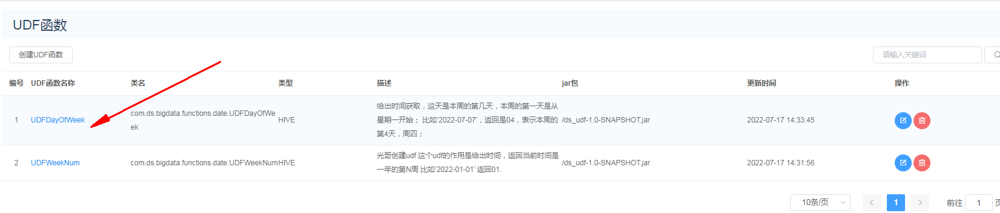 UDF函数
创建UDF函数
请输入关键词
编号 UDF函数名称 类名 类型 描述 jar包 更新时间 操作
给出时间获取，这天是本周的第几天，本周的第一天是从
com.ds.bigdata.functions.date.UDFDayOfWe
1 UDFDayOfWeek HIVE 星期一开始； 比如‘2022-07-07’，返回是04，表示本周的 /ds_udf-1.0-SNAPSHOT.jar 2022-07-17 14:33:45
eek
第4天，周四；
光哥创建udf 这个udf的作用是给出时间，返回当前时间是
2 UDFWeekNum com.ds.bigdata.functions.date.UDFWeekNum HIVE /ds_udf-1.0-SNAPSHOT.jar 2022-07-17 14:31:56
一年的第N周 比如‘2022-01-01’ 返回01.
10条/页 1 前往 1